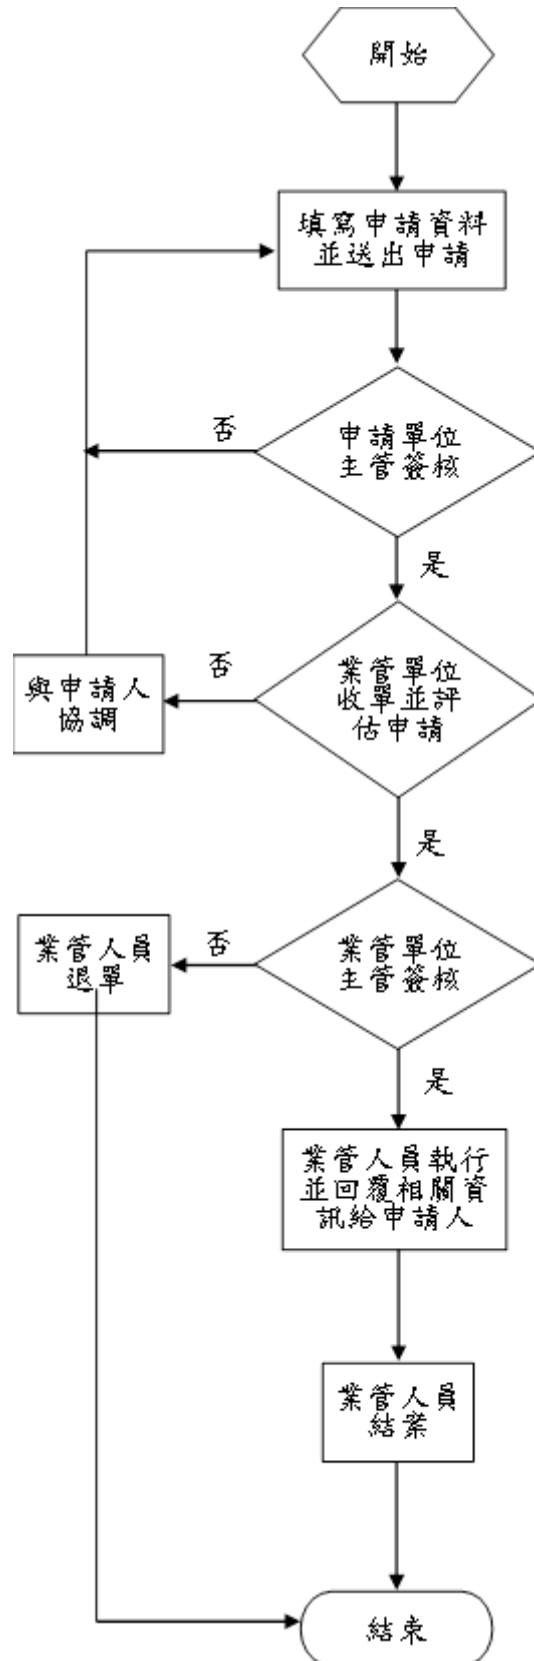 開始
填寫申請資料
並送出申請
否
申請單位
主管簽核
是
否
業管單位
收單並評
估申請
與申請人
協調
是
業管人員
退單
否
業管單位
主管簽核
是
業管人員執行
並回覆相關資
訊給申請人
業管人員
結案
結束